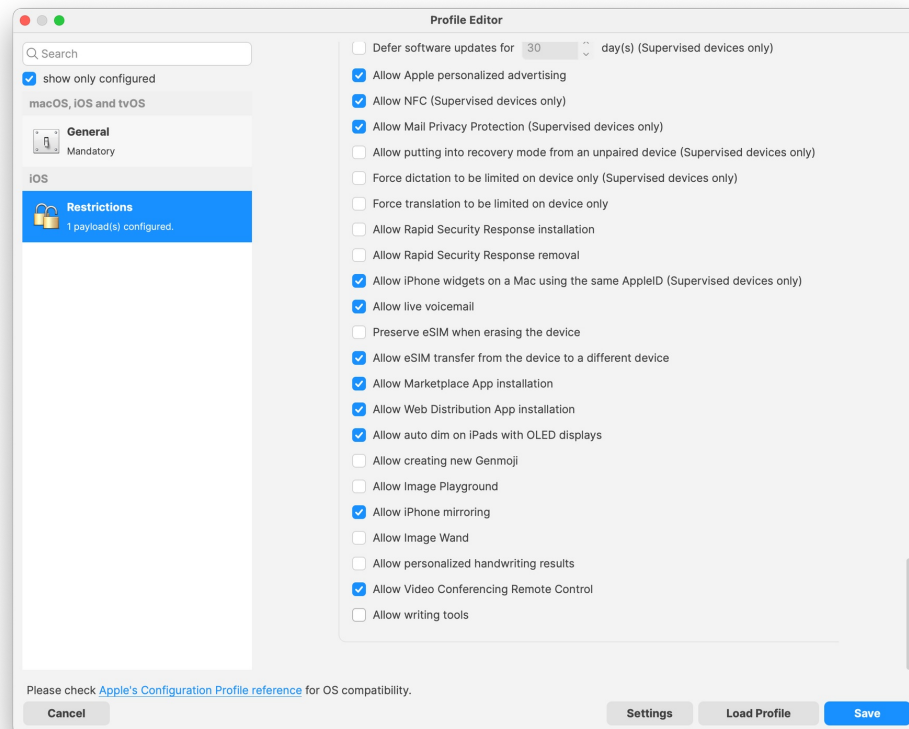 Profile Editor
Search
show only configured
macOS, iOS and tvOS
General
Mandatory
iOS
Restrictions
1 payload(s) configured.
Defer software updates for 30 day(s) (Supervised devices only)
Allow Apple personalized advertising
Allow NFC (Supervised devices only)
Allow Mail Privacy Protection (Supervised devices only)
Allow putting into recovery mode from an unpaired device (Supervised devices only)
Force dictation to be limited on device only (Supervised devices only)
Force translation to be limited on device only
Allow Rapid Security Response installation
Allow Rapid Security Response removal
Allow iPhone widgets on a Mac using the same AppleID (Supervised devices only)
Allow live voicemail
Preserve eSIM when erasing the device
Allow eSIM transfer from the device to a different device
Allow Marketplace App installation
Allow Web Distribution App installation
Allow auto dim on iPads with OLED displays
Allow creating new Genmoji
Allow Image Playground
Allow iPhone mirroring
Allow Image Wand
Allow personalized handwriting results
Allow Video Conferencing Remote Control
Allow writing tools
Please check Apple's Configuration Profile reference for OS compatibility.
Cancel
Settings
Load Profile
Save